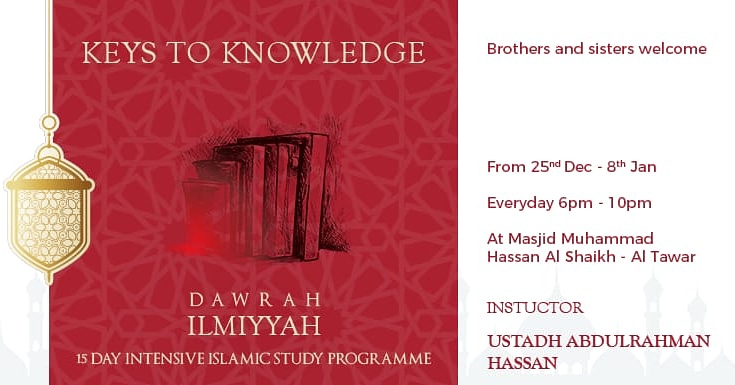 KEYS TO KNOWLEDGE
DAWRAH
ILMIYYAH
15 DAY INTENSIVE ISLAMIC STUDY PROGRAMME
Brothers and sisters welcome
From 25nd Dec - 8th Jan
Everyday 6pm - 10pm
At Masjid Muhammad
Hassan Al Shaikh - Al Tawar
INSTUCTOR
USTADH ABDULRAHMAN
HASSAN